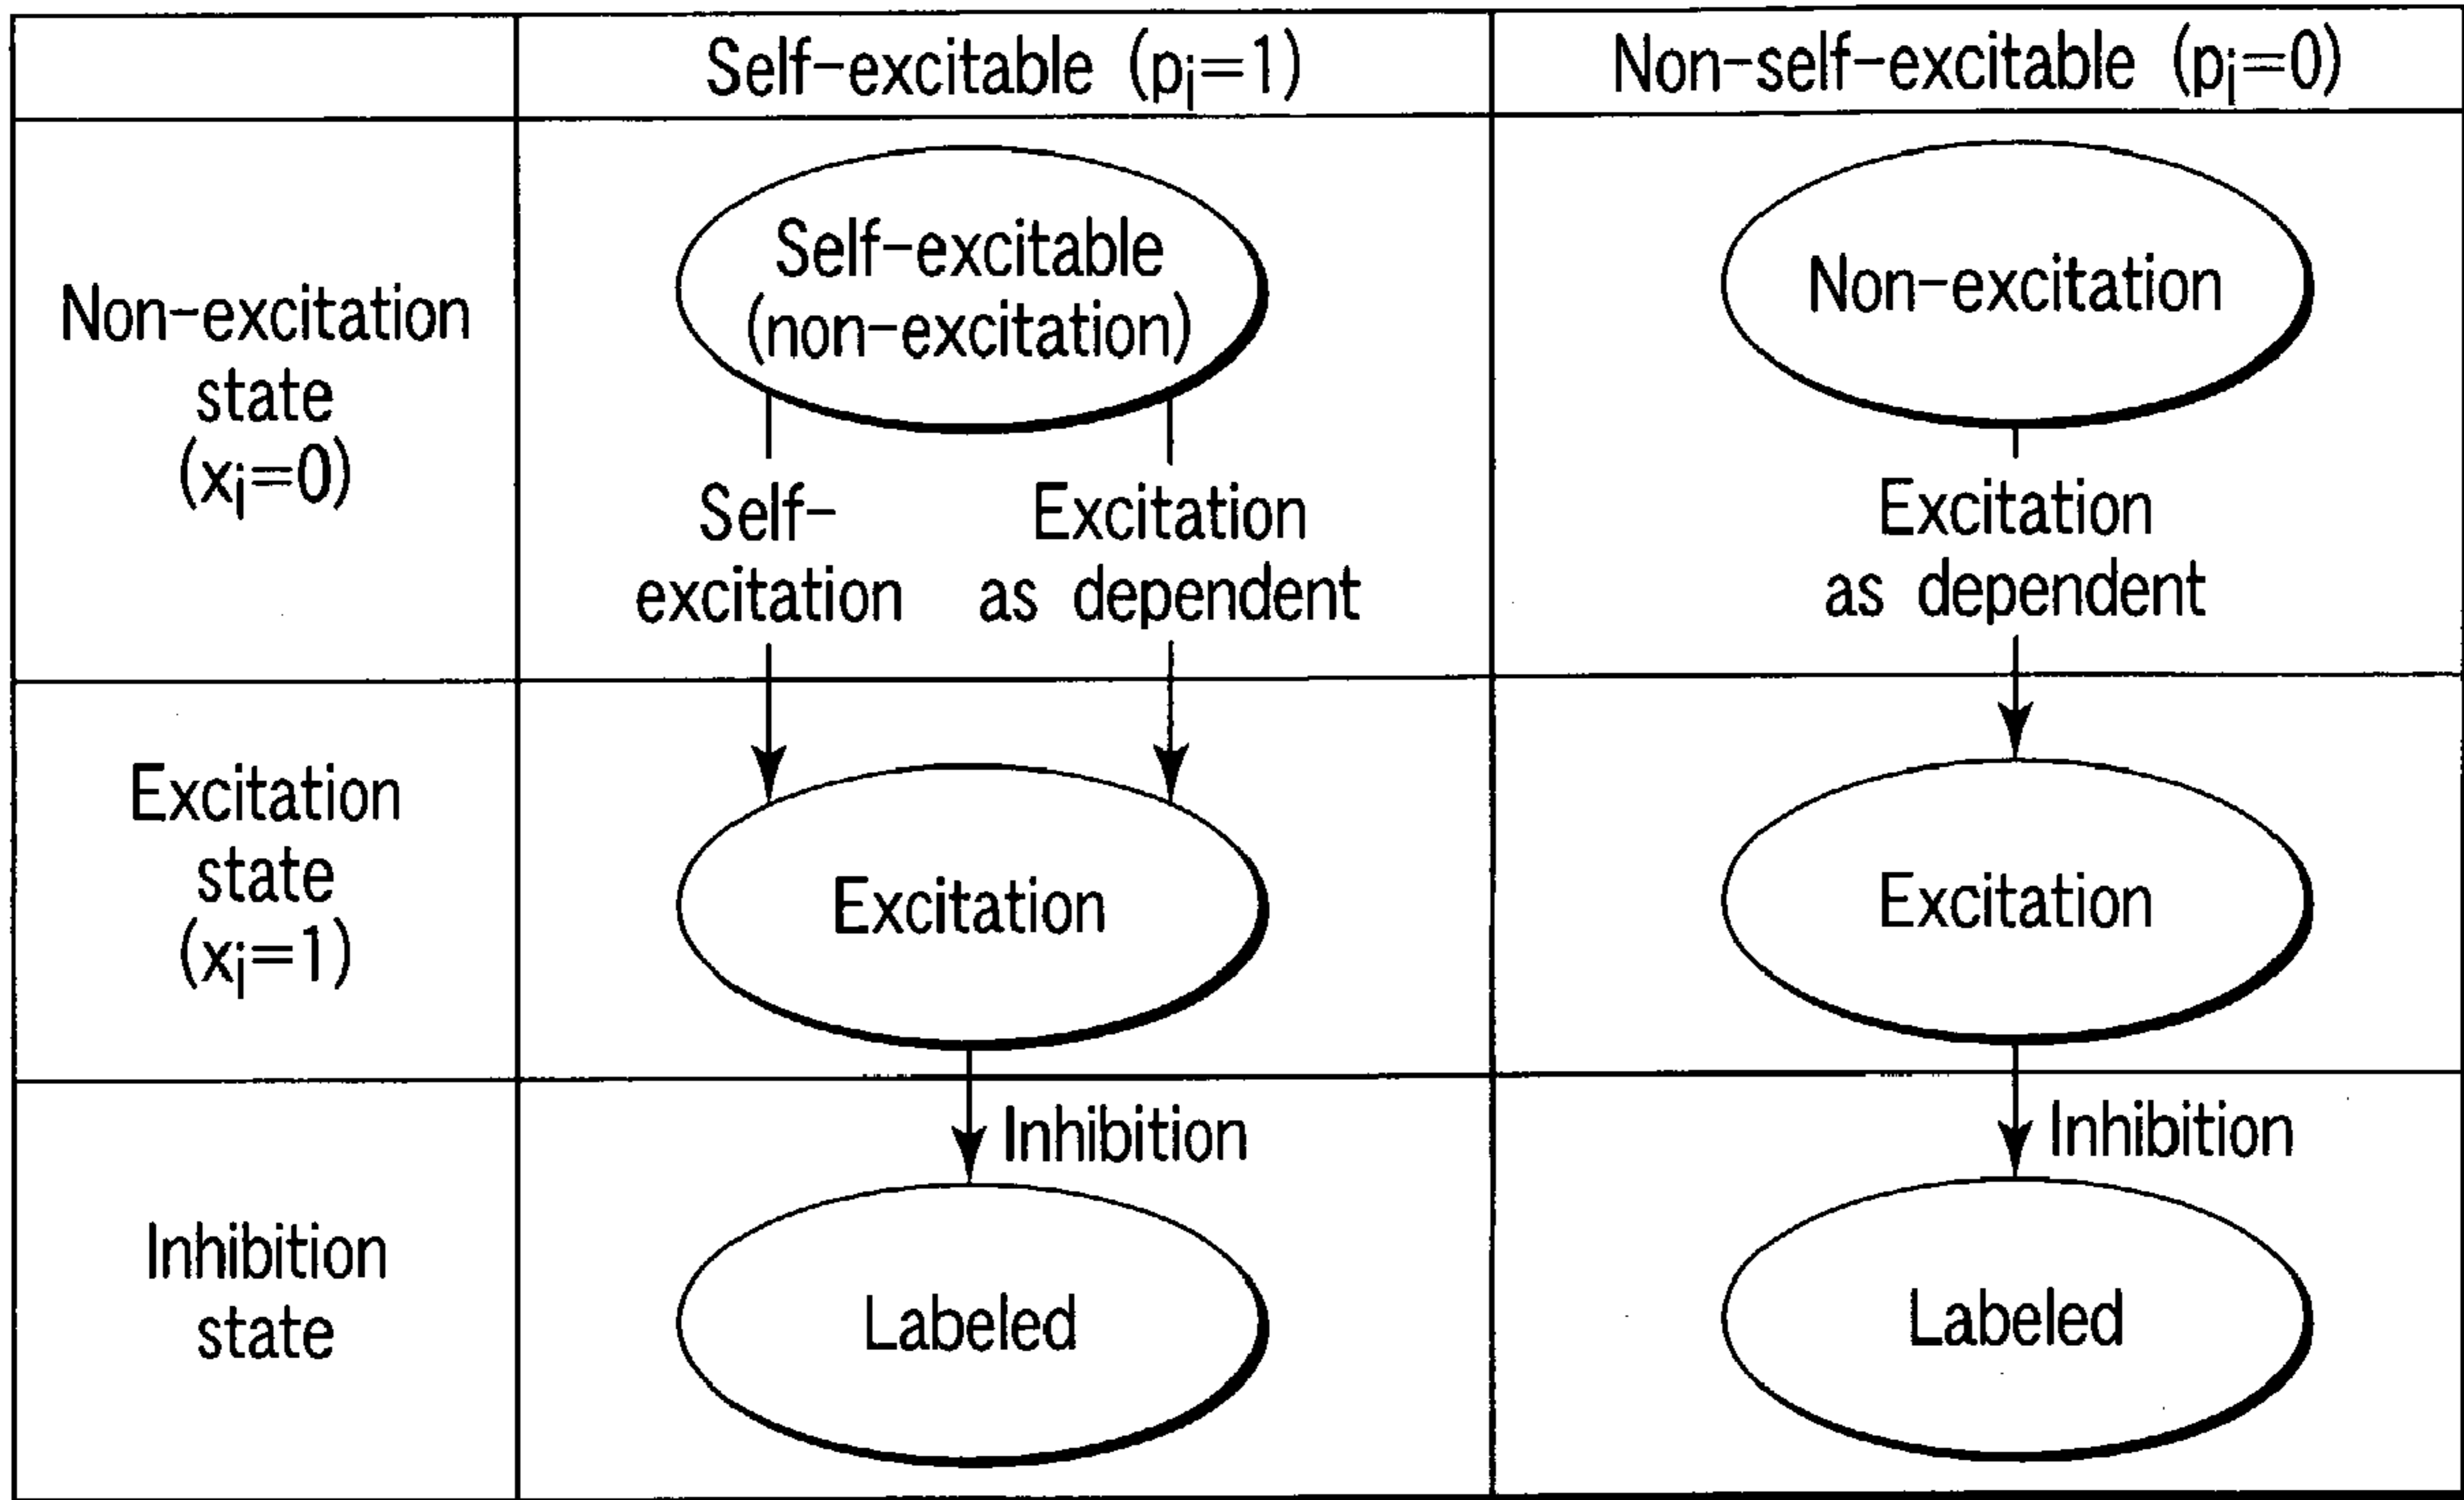 Self-excitable (pi=1)
Non-self-excitable (pi=0)
Non-excitation
state
(xi=0)
Self-excitable
(non-excitation)
Self-
excitation
Excitation
as dependent
Non-excitation
Excitation
as dependent
Excitation
state
(xi=1)
Excitation
Excitation
Inhibition
state
Inhibition
Labeled
Inhibition
Labeled